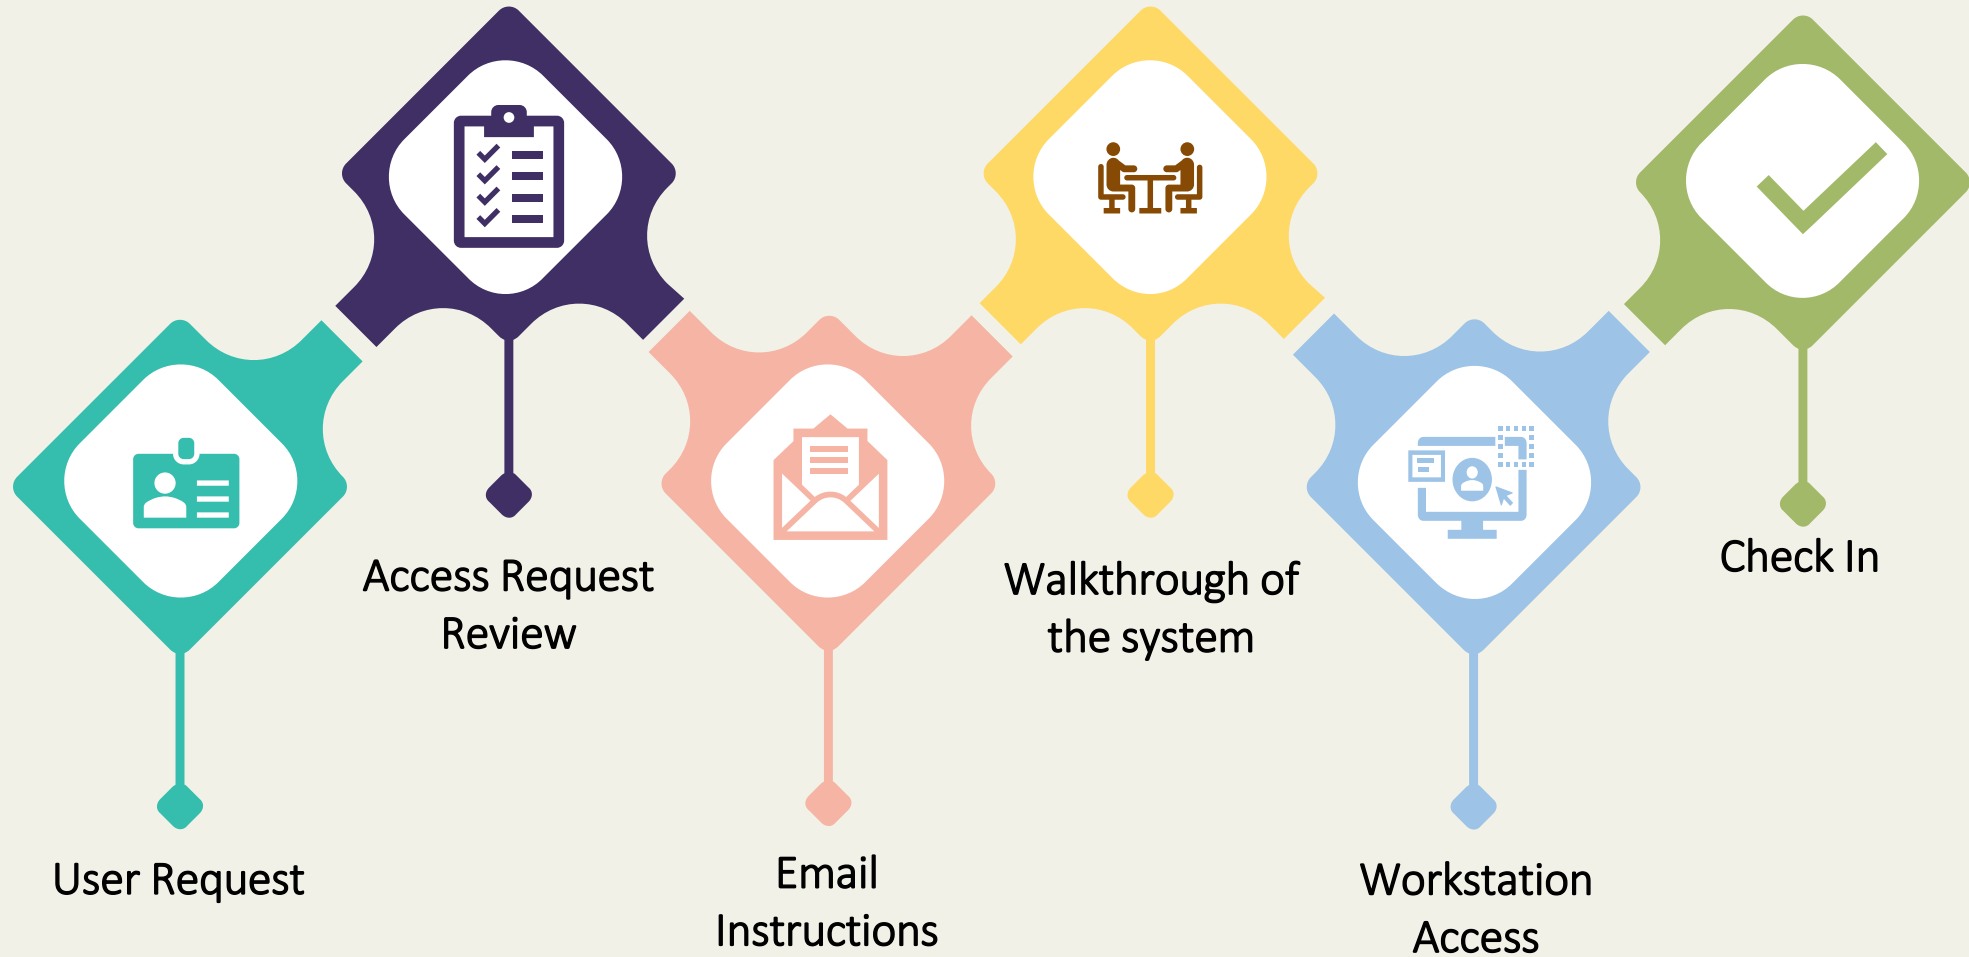 User Request
Access Request
Review
Email
Instructions
Walkthrough of
the system
Workstation
Access
Check In